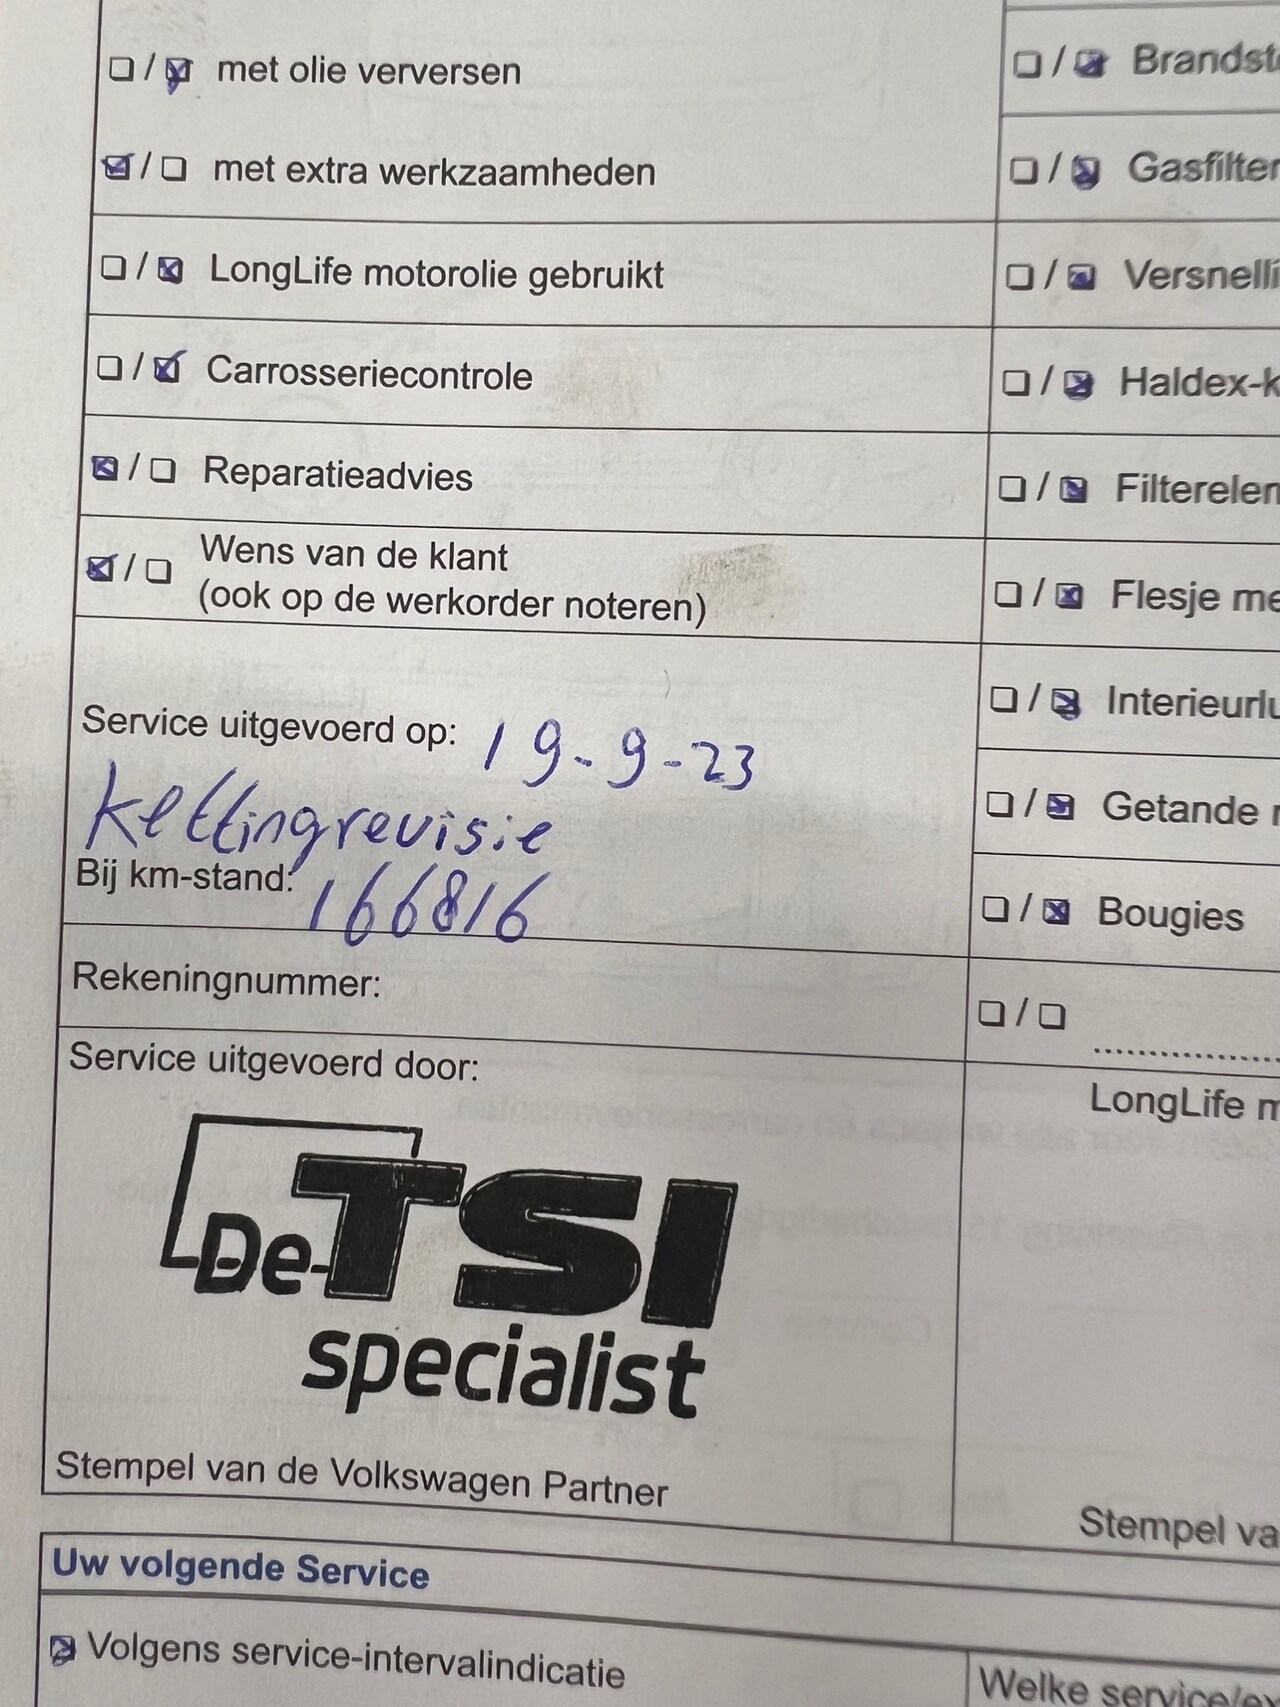 met olie verversen
met extra werkzaamheden
LongLife motorolie gebruikt
Carrosseriecontrole
Reparatieadvies
Wens van de klant
(ook op de werkorder noteren)
Service uitgevoerd op: 19-9-23
kettingrevisie
Bij km-stand: 166816
Rekeningnummer:
Service uitgevoerd door:
De TSI
specialist
Stempel van de Volkswagen Partner
Brandst
Gasfilter
Versnelli
Haldex-k
Filterelen
Flesje me
Interieurlu
Getande r
Bougies
LongLife m
Stempel va
Uw volgende Service
Volgens service-intervalindicatie
Welke service/ex